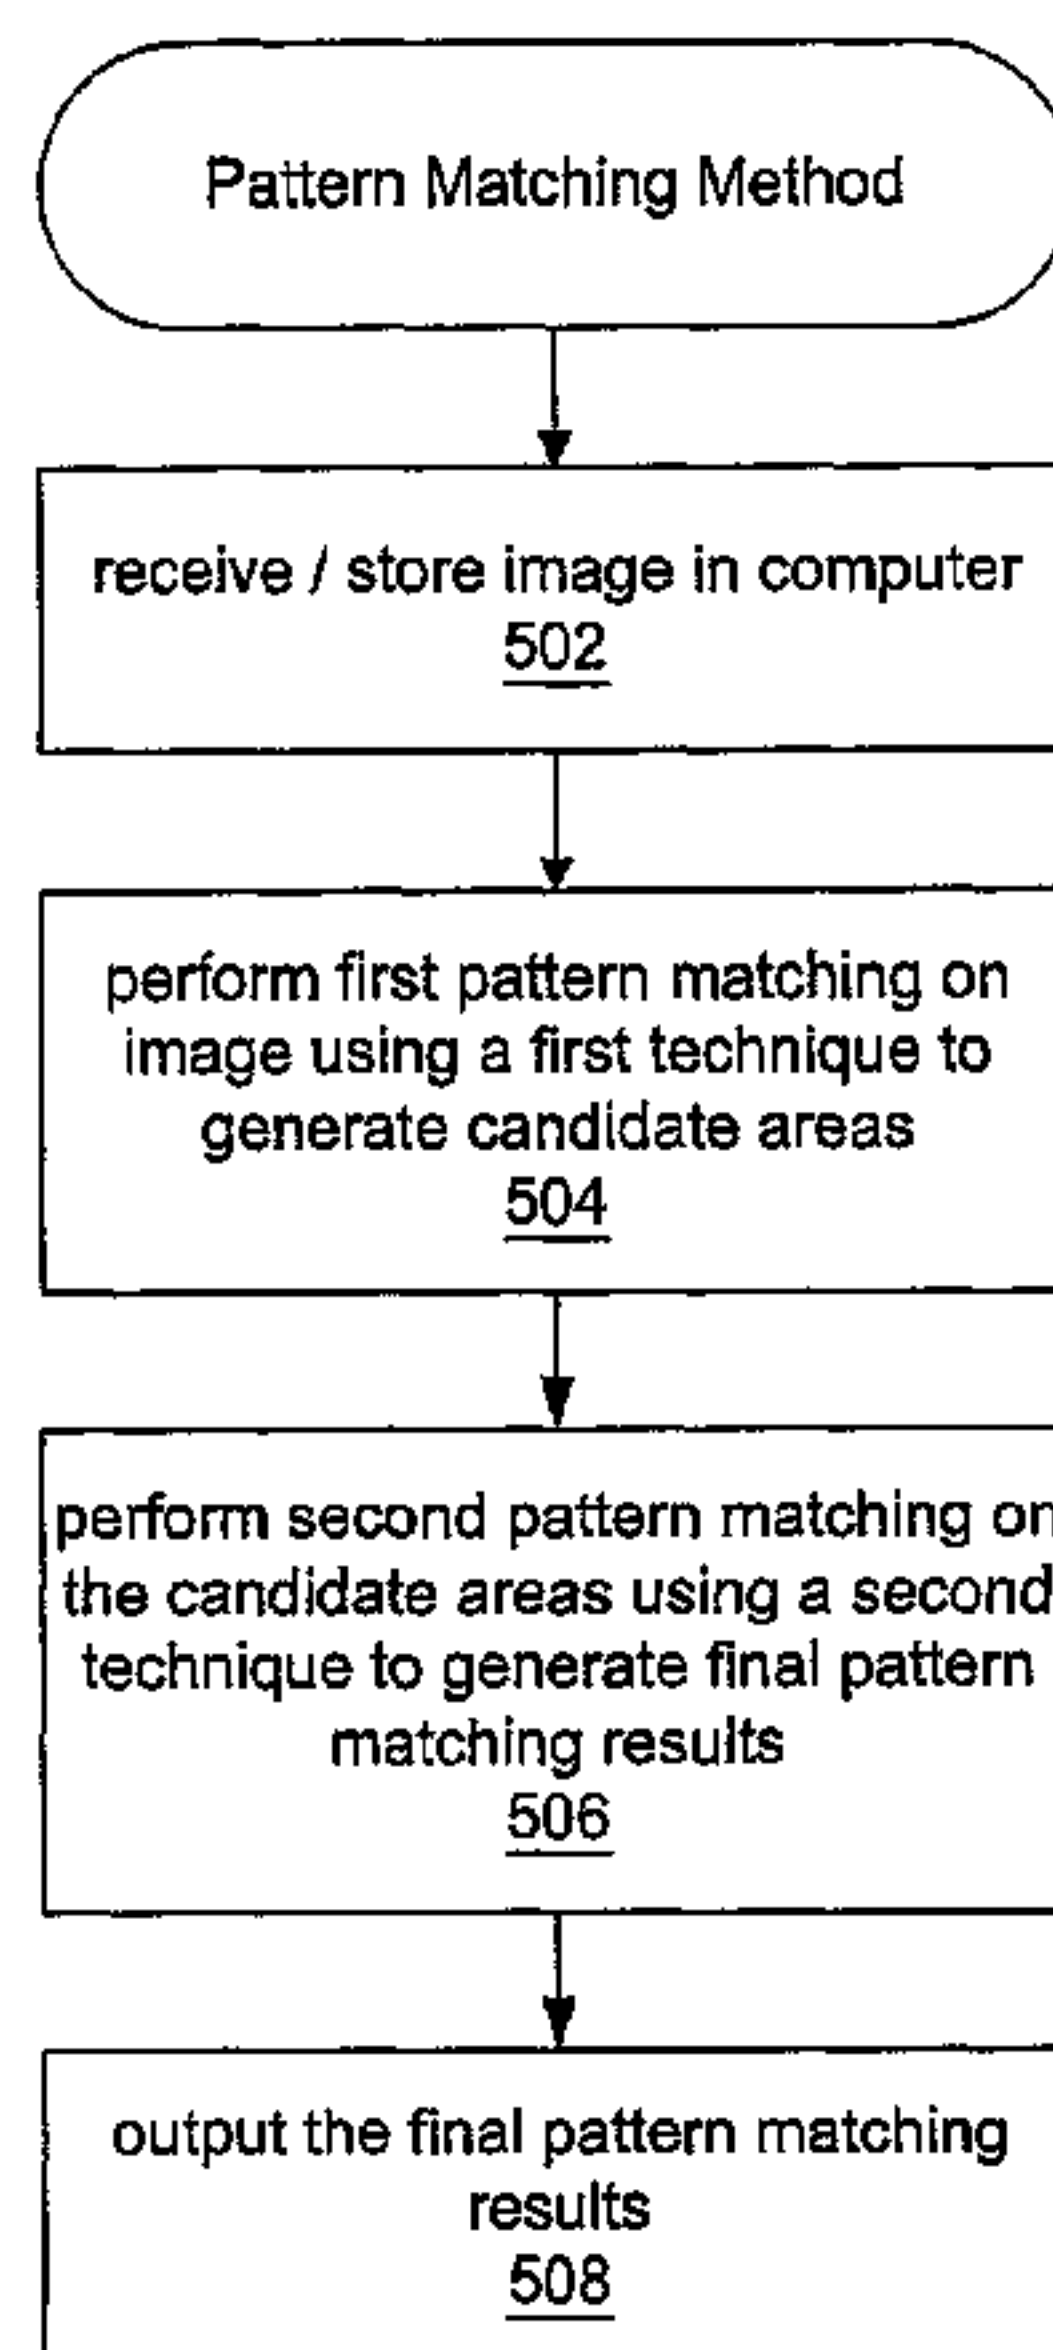 Pattern Matching Method
receive / store image in computer
502
perform first pattern matching on
image using a first technique to
generate candidate areas
504
perform second pattern matching on
the candidate areas using a second
technique to generate final pattern
matching results
506
output the final pattern matching
results
508